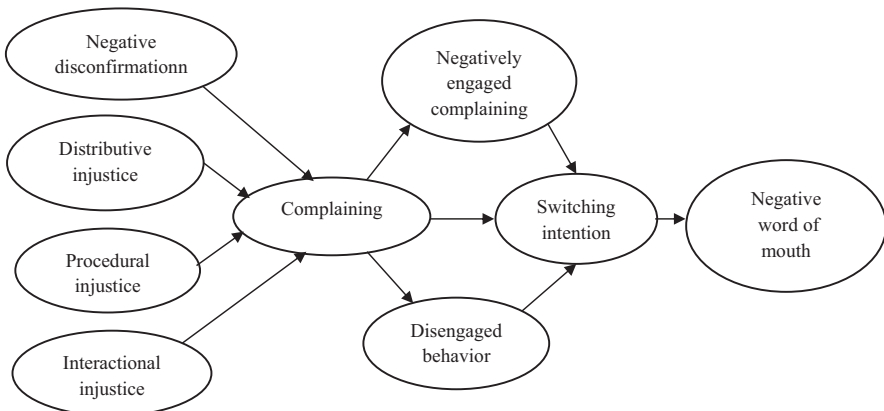 Negative
disconfirmationn
Distributive
injustice
Procedural
injustice
Interactional
injustice
Complaining
Negatively
engaged
complaining
Disengaged
behavior
Switching
intention
Negative
word of
mouth